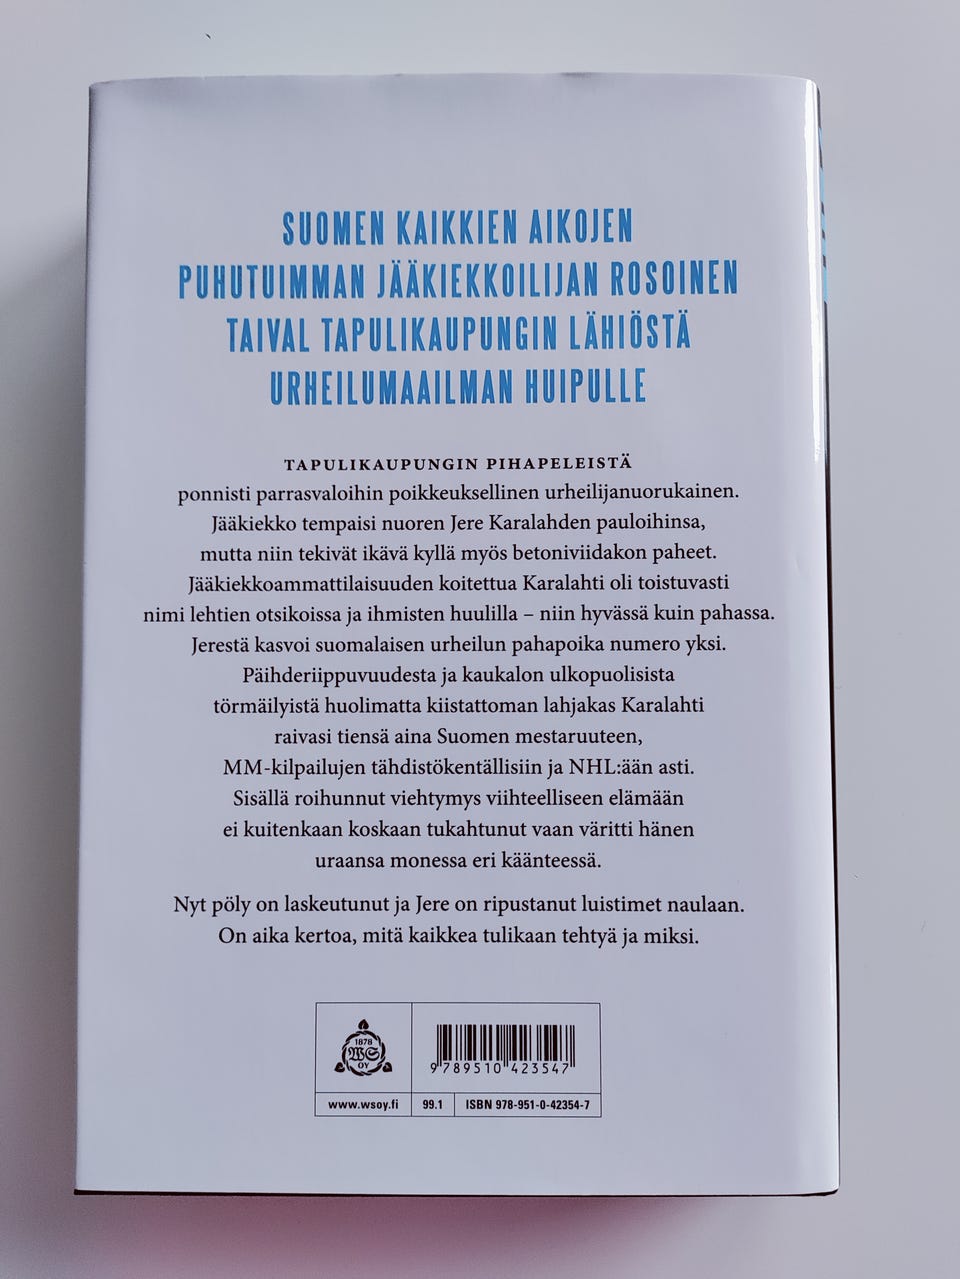 SUOMEN KAIKKIEN AIKOJEN
PUHUTUIMMAN JÄÄKIEKKOILIJAN ROSOINEN
TAIVAL TAPULIKAUPUNGIN LÄHIÖSTÄ
URHEILUMAAILMAN HUIPULLE
TAPULIKAUPUNGIN PIHAPELEISTÄ
ponnisti parrasvaloihin poikkeuksellinen urheilijanuorukainen.
Jääkiekko tempaisi nuoren Jere Karalahden pauloihinsa,
mutta niin tekivät ikävä kyllä myös betoniviidakon paheet.
Jääkiekkoammattilaisuuden koitettua Karalahti oli toistuvasti
nimi lehtien otsikoissa ja ihmisten huulilla – niin hyvässä kuin pahassa.
Jerestä kasvoi suomalaisen urheilun pahapoika numero yksi.
Päihderiippuvuudesta ja kaukalon ulkopuolisista
törmäilyistä huolimatta kiistattoman lahjakas Karalahti
raivasi tiensä aina Suomen mestaruuteen,
MM-kilpailujen tähdistökentällisiin ja NHL:ään asti.
Sisällä roihunnut viehtymys viihteelliseen elämään
ei kuitenkaan koskaan tukahtunut vaan väritti hänen
uraansa monessa eri käänteessä.
Nyt pöly on laskeutunut ja Jere on ripustanut luistimet naulaan.
On aika kertoa, mitä kaikkea tulikaan tehtyä ja miksi.
1878
WS
OY
9 789510 423547
www.wsoy.fi 99.1 ISBN 978-951-0-42354-7